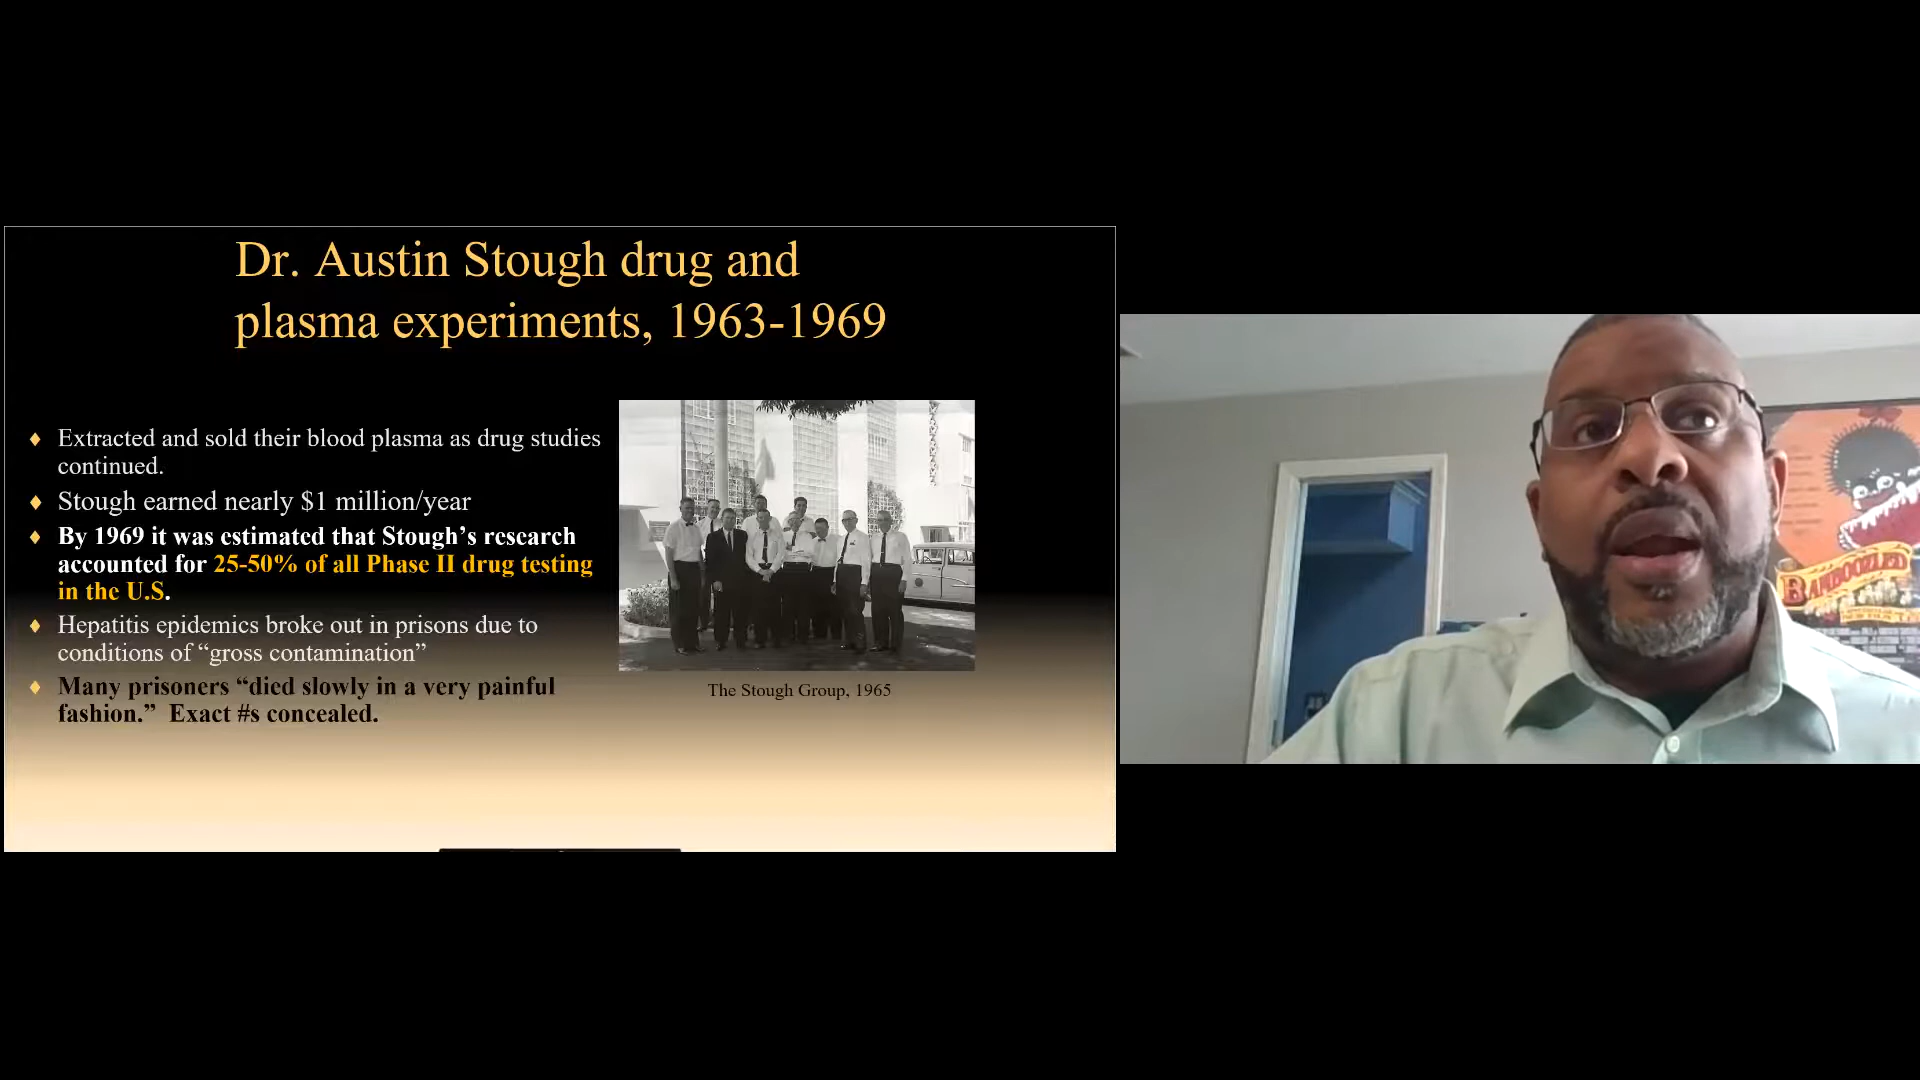 Dr. Austin Stough drug and
plasma experiments, 1963-1969
Extracted and sold their blood plasma as drug studies
continued.
Stough earned nearly $1 million/year
By 1969 it was estimated that Stough’s research
accounted for 25-50% of all Phase II drug testing
in the U.S.
Hepatitis epidemics broke out in prisons due to
conditions of “gross contamination”
Many prisoners “died slowly in a very painful
fashion.”  Exact #s concealed.
The Stough Group, 1965
BAMBOOZLED